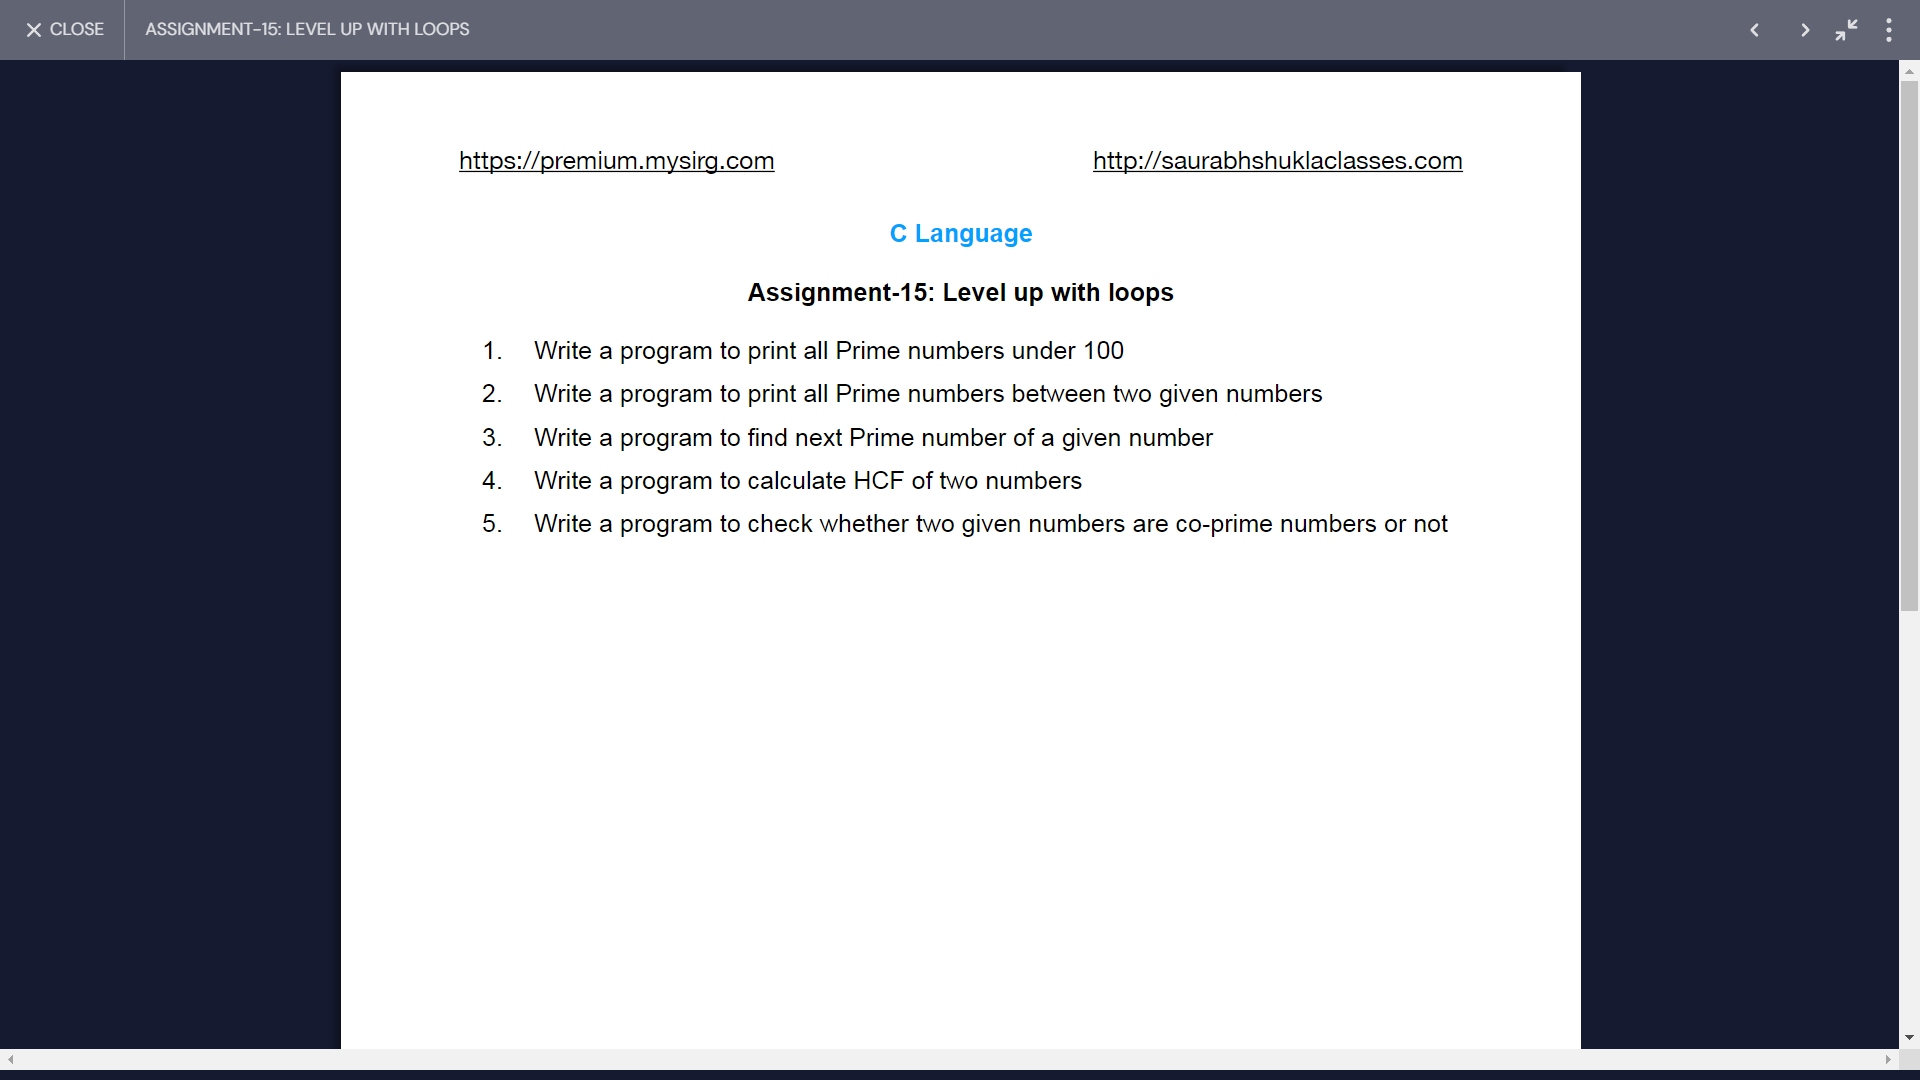 CLOSE
ASSIGNMENT-15: LEVEL UP WITH LOOPS
https://premium.mysirg.com
http://saurabhshuklaclasses.com
C Language
Assignment-15: Level up with loops
1. Write a program to print all Prime numbers under 100
2. Write a program to print all Prime numbers between two given numbers
3. Write a program to find next Prime number of a given number
4. Write a program to calculate HCF of two numbers
5. Write a program to check whether two given numbers are co-prime numbers or not